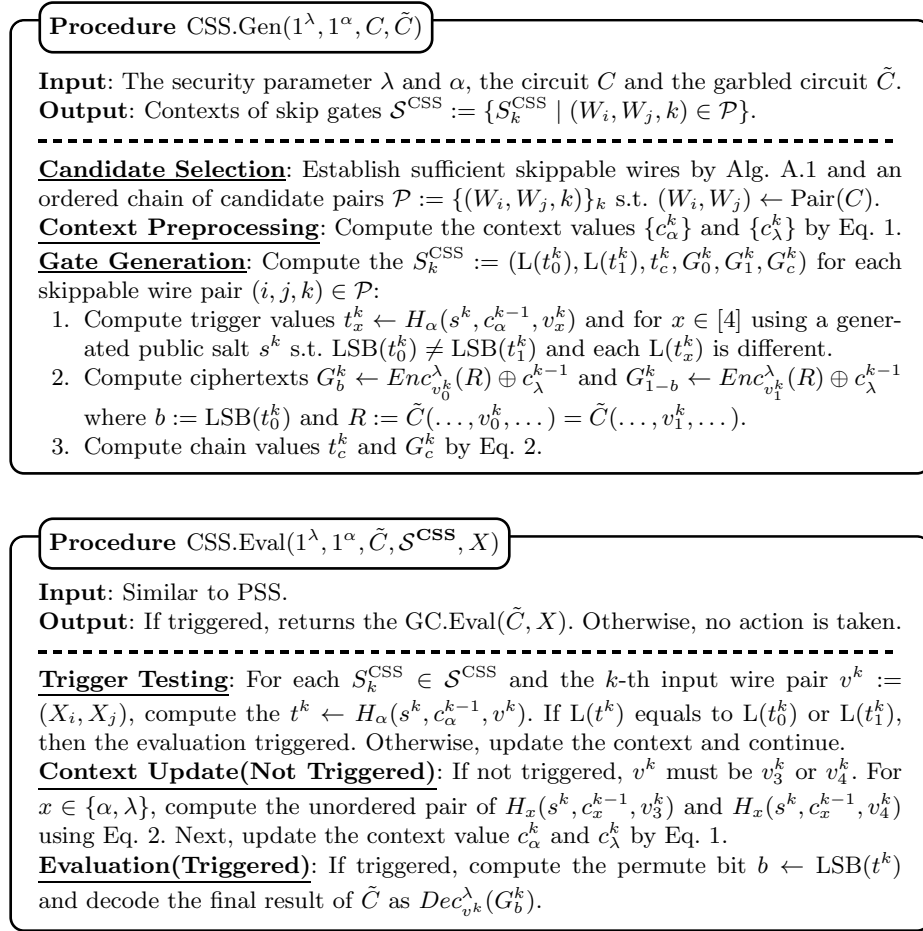 Procedure CSS.Gen(1^λ, 1^α, C, C̃)
Input: The security parameter λ and α, the circuit C and the garbled circuit C̃.
Output: Contexts of skip gates 𝒮^CSS := {S_k^CSS | (W_i, W_j, k) ∈ 𝒫}.
Candidate Selection: Establish sufficient skippable wires by Alg. A.1 and an
ordered chain of candidate pairs 𝒫 := {(W_i, W_j, k)}_k s.t. (W_i, W_j) ← Pair(C).
Context Preprocessing: Compute the context values {c_α^k} and {c_λ^k} by Eq. 1.
Gate Generation: Compute the S_k^CSS := (L(t_0^k), L(t_1^k), t_c^k, G_0^k, G_1^k, G_c^k) for each
skippable wire pair (i, j, k) ∈ 𝒫:
1. Compute trigger values t_x^k ← H_α(s^k, c_α^{k−1}, v_x^k) and for x ∈ [4] using a gener-
ated public salt s^k s.t. LSB(t_0^k) ≠ LSB(t_1^k) and each L(t_x^k) is different.
2. Compute ciphertexts G_b^k ← Enc_{v_0^k}^λ(R) ⊕ c_λ^{k−1} and G_{1−b}^k ← Enc_{v_1^k}^λ(R) ⊕ c_λ^{k−1}
where b := LSB(t_0^k) and R := C̃(. . . , v_0^k, . . . ) = C̃(. . . , v_1^k, . . . ).
3. Compute chain values t_c^k and G_c^k by Eq. 2.
Procedure CSS.Eval(1^λ, 1^α, C̃, 𝒮^CSS, X)
Input: Similar to PSS.
Output: If triggered, returns the GC.Eval(C̃, X). Otherwise, no action is taken.
Trigger Testing: For each S_k^CSS ∈ 𝒮^CSS and the k-th input wire pair v^k :=
(X_i, X_j), compute the t^k ← H_α(s^k, c_α^{k−1}, v^k). If L(t^k) equals to L(t_0^k) or L(t_1^k),
then the evaluation triggered. Otherwise, update the context and continue.
Context Update(Not Triggered): If not triggered, v^k must be v_3^k or v_4^k. For
x ∈ {α, λ}, compute the unordered pair of H_x(s^k, c_x^{k−1}, v_3^k) and H_x(s^k, c_x^{k−1}, v_4^k)
using Eq. 2. Next, update the context value c_α^k and c_λ^k by Eq. 1.
Evaluation(Triggered): If triggered, compute the permute bit b ← LSB(t^k)
and decode the final result of C̃ as Dec_{v^k}^λ(G_b^k).